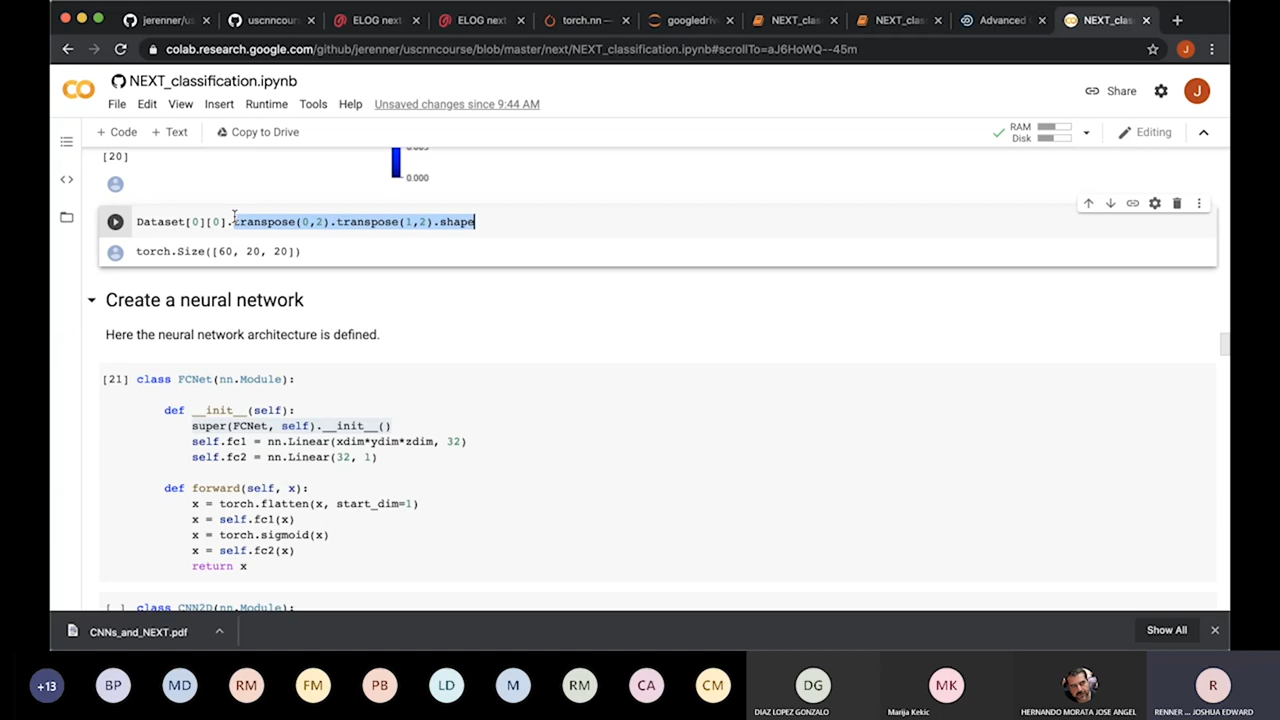 jerenner/us
uscnncours
ELOG next
ELOG next
torch.nn —
googledriv
NEXT_clas
NEXT_clas
Advanced
NEXT_clas
colab.research.google.com/github/jerenner/uscnncourse/blob/master/next/NEXT_classification.ipynb#scrollTo=aJ6HoWQ--45m
J
NEXT_classification.ipynb
File Edit View Insert Runtime Tools Help Unsaved changes since 9:44 AM
Share
J
+ Code + Text Copy to Drive
RAM
Disk
Editing
[20]
0.000
Dataset[0][0].transpose(0,2).transpose(1,2).shape
torch.Size([60, 20, 20])
Create a neural network
Here the neural network architecture is defined.
[21] class FCNet(nn.Module):
def __init__(self):
super(FCNet, self).__init__()
self.fc1 = nn.Linear(xdim*ydim*zdim, 32)
self.fc2 = nn.Linear(32, 1)
def forward(self, x):
x = torch.flatten(x, start_dim=1)
x = self.fc1(x)
x = torch.sigmoid(x)
x = self.fc2(x)
return x
[ ] class CNN2D(nn.Module):
CNNs_and_NEXT.pdf
Show All
+13 BP MD RM FM PB LD M RM CA CM DG MK R
DIAZ LOPEZ GONZALO
Marija Kekic
HERNANDO MORATA JOSE ANGEL
RENNER ... JOSHUA EDWARD